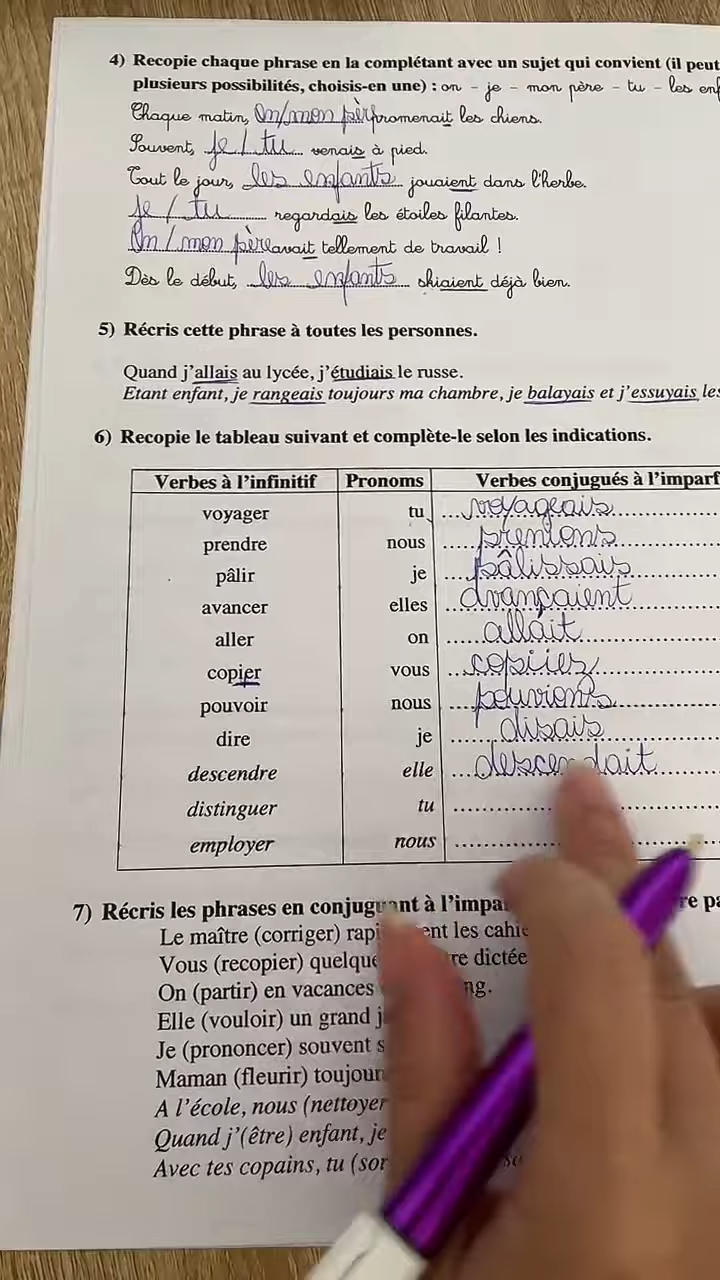 4) Recopie chaque phrase en la complétant avec un sujet qui convient (il peut
plusieurs possibilités, choisis-en une) : on – je – mon père – tu – les
Chaque matin, On/mon père promenait les chiens.
Souvent, je / tu venais à pied.
Tout le jour, les enfants jouaient dans l'herbe.
Je / tu regardais les étoiles filantes.
On / mon père avait tellement de travail !
Dès le début, les enfants skiaient déjà bien.
5) Récris cette phrase à toutes les personnes.
Quand j'allais au lycée, j'étudiais le russe.
Etant enfant, je rangeais toujours ma chambre, je balayais et j'essuyais les
6) Recopie le tableau suivant et complète-le selon les indications.
Verbes à l'infinitif Pronoms Verbes conjugués à l'imparf
voyager tu voyageais
prendre nous prenions
pâlir je pâlissais
avancer elles avançaient
aller on allait
copier vous copiiez
pouvoir nous pouvions
dire je disais
descendre elle descendait
distinguer tu
employer nous
7) Récris les phrases en conjuguant à l'impa
Le maître (corriger) les
Vous (recopier) dictée
On (partir) en vacances
Elle (vouloir) un grand
Je (prononcer) souvent
Maman (fleurir)
A l'école, nous (nettoyer
Quand j'(être) enfant, je
Avec tes copains, tu